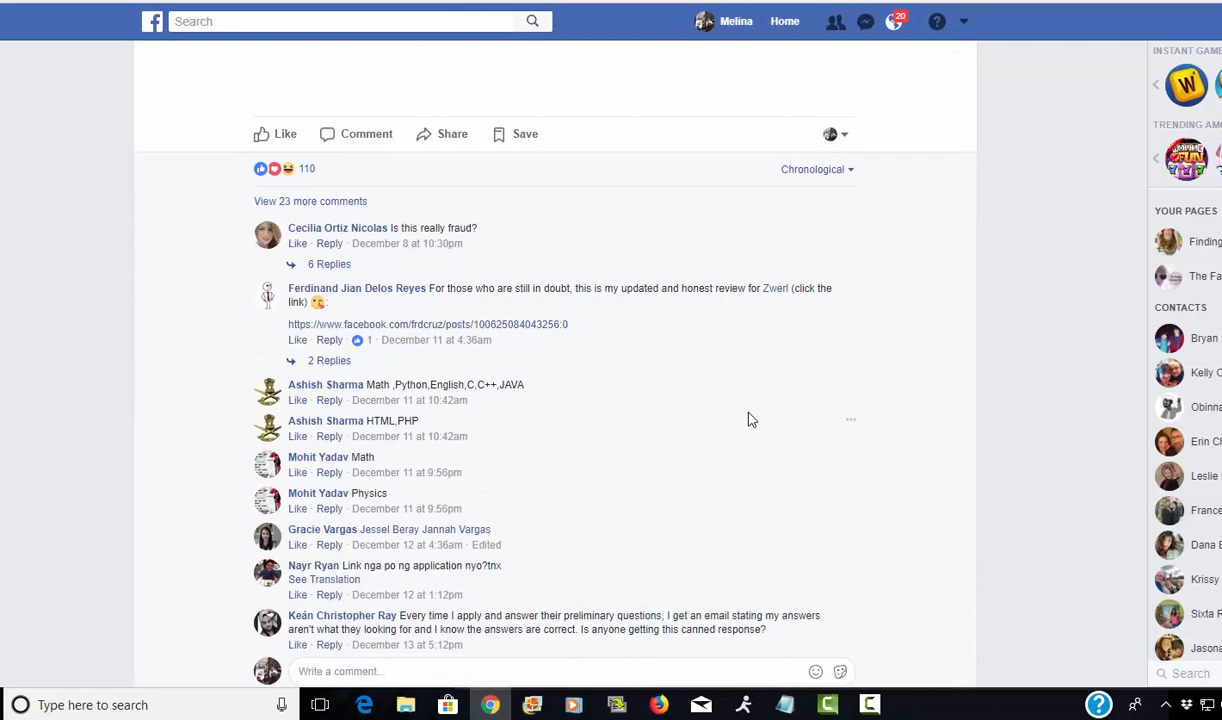 Search
Melina
Home
20
INSTANT GAME
W
TRENDING AMO
FUN
777
Like
Comment
Share
Save
110
Chronological
View 23 more comments
Cecilia Ortiz Nicolas Is this really fraud?
Like · Reply · December 8 at 10:30pm
6 Replies
Ferdinand Jian Delos Reyes For those who are still in doubt, this is my updated and honest review for Zwerl (click the
link) :
https://www.facebook.com/frdcruz/posts/100625084043256:0
Like · Reply · 1 · December 11 at 4:36am
2 Replies
Ashish Sharma Math ,Python,English,C,C++,JAVA
Like · Reply · December 11 at 10:42am
Ashish Sharma HTML,PHP
Like · Reply · December 11 at 10:42am
Mohit Yadav Math
Like · Reply · December 11 at 9:56pm
Mohit Yadav Physics
Like · Reply · December 11 at 9:56pm
Gracie Vargas Jessel Beray Jannah Vargas
Like · Reply · December 12 at 4:36am · Edited
Nayr Ryan Link nga po ng application nyo?tnx
See Translation
Like · Reply · December 12 at 1:12pm
Keán Christopher Ray Every time I apply and answer their preliminary questions, I get an email stating my answers
aren't what they looking for and I know the answers are correct. Is anyone getting this canned response?
Like · Reply · December 13 at 5:12pm
Write a comment...
YOUR PAGES
Finding
The Fa
CONTACTS
Bryan
Kelly C
Obinna
Erin Ch
Leslie
France
Dana B
Krissy
Sixta R
Jasona
Search
Type here to search